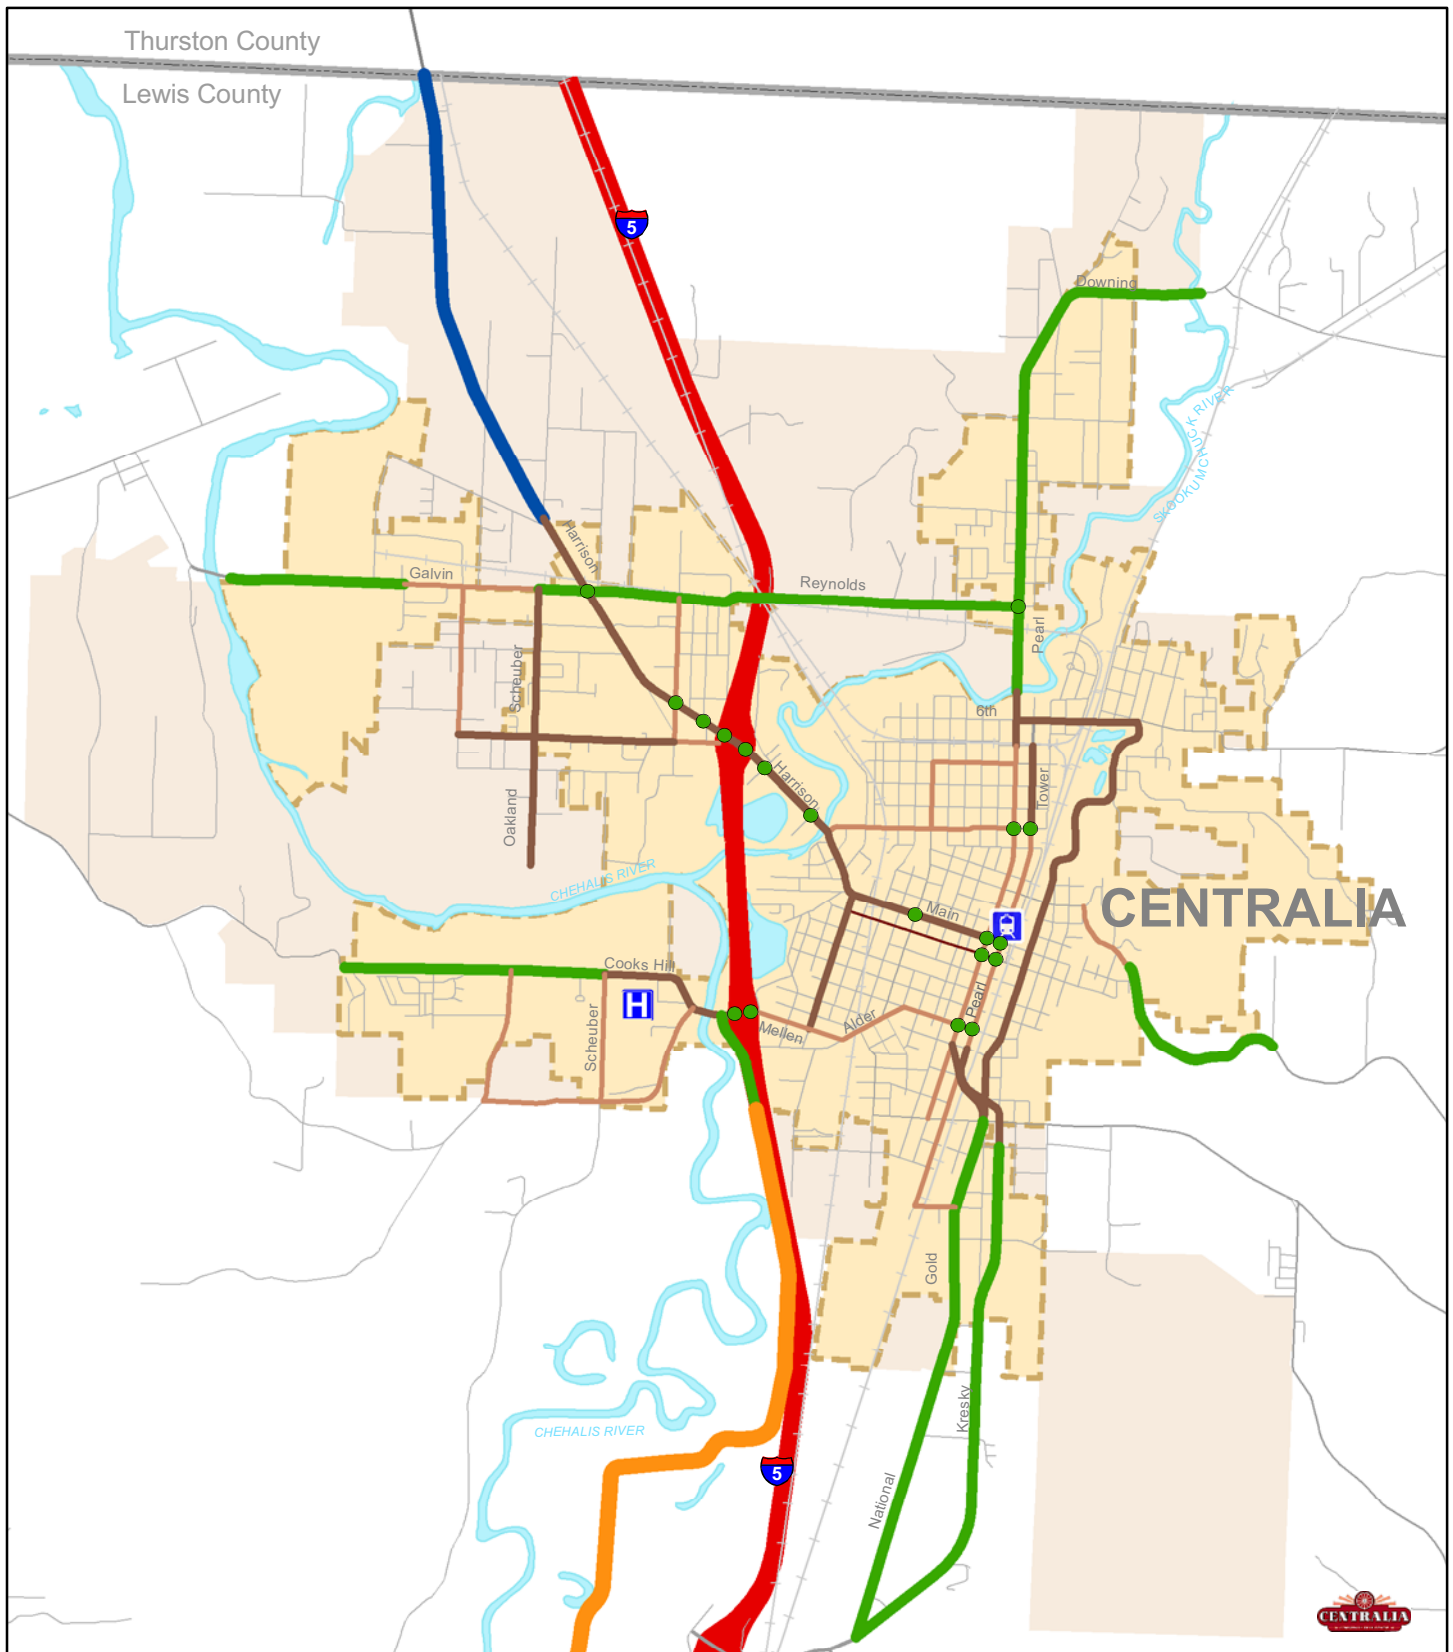 Thurston County
Lewis County
5
Downing
SKOOKUMCHUCK RIVER
Harrison
Galvin
Reynolds
Pearl
Scheuber
6th
Harrison
Tower
Oakland
CHEHALIS RIVER
CENTRALIA
Main
Cooks Hill
H
Pearl
Alder
Mellen
Scheuber
Gold
Kresky
CHEHALIS RIVER
5
National
CENTRALIA